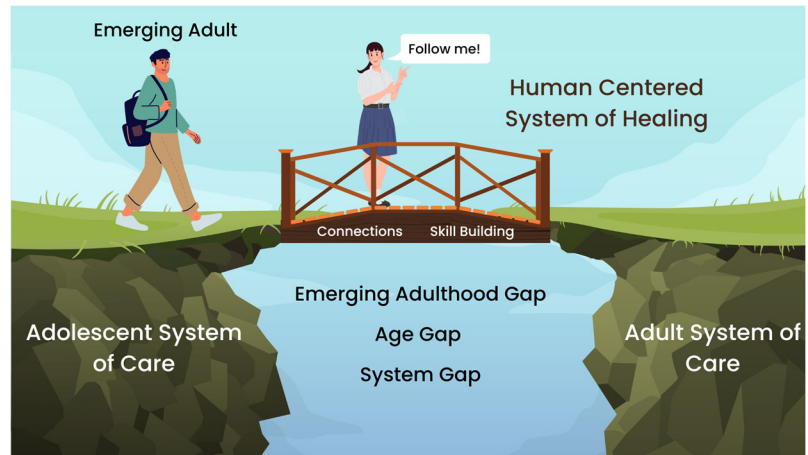 Emerging Adult
Follow me!
Human Centered
System of Healing
Connections
Skill Building
Emerging Adulthood Gap
Age Gap
System Gap
Adolescent System
of Care
Adult System of
Care